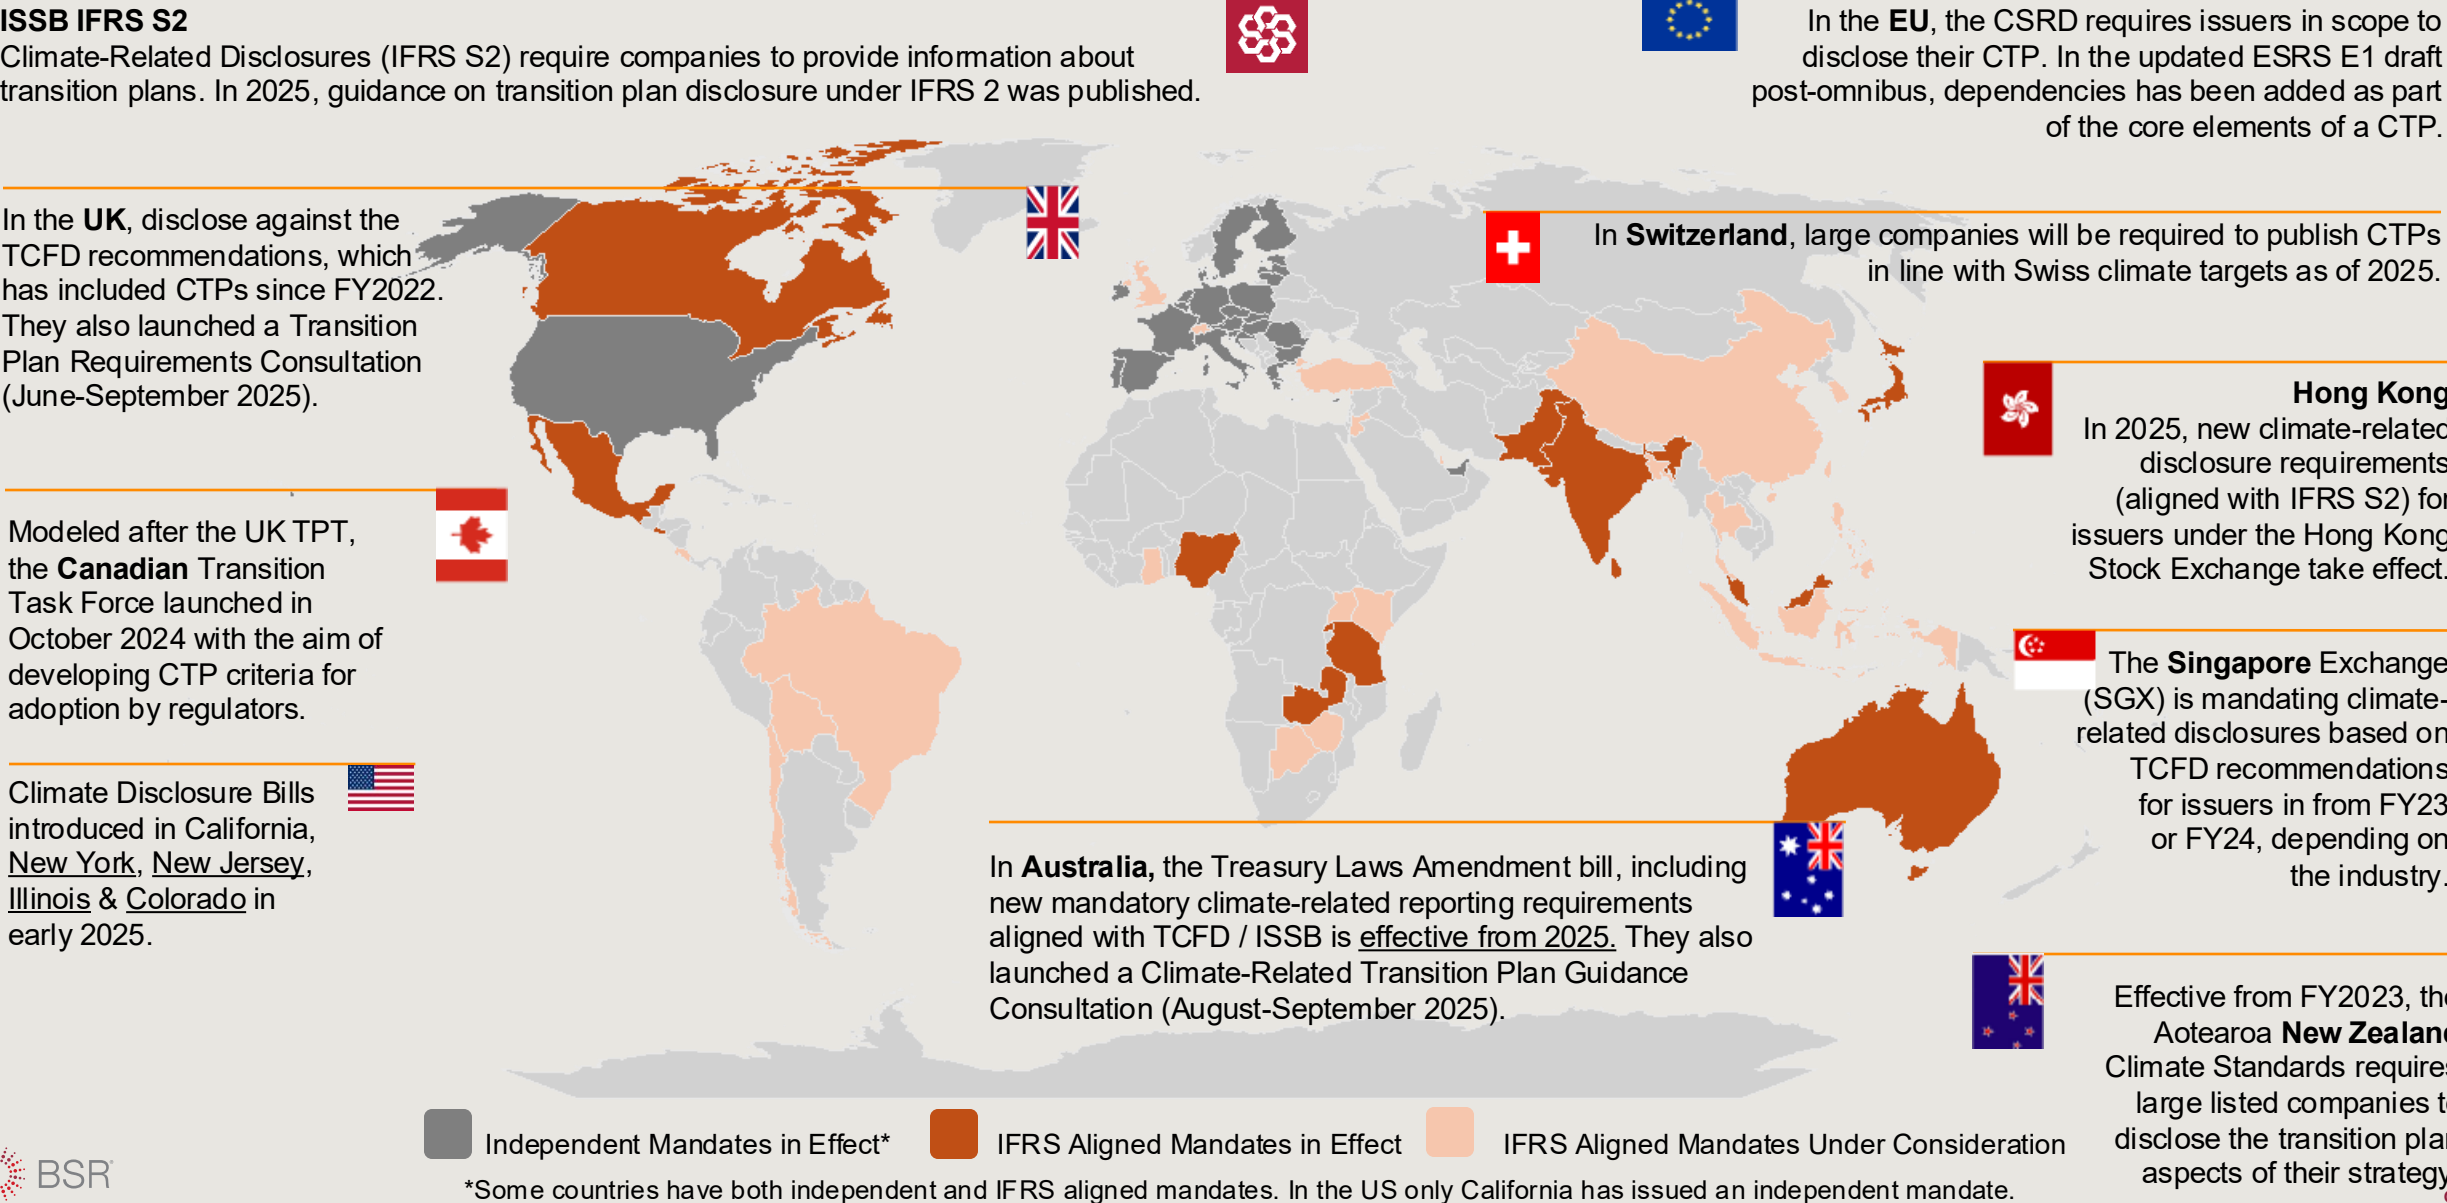 ISSB IFRS S2
Climate-Related Disclosures (IFRS S2) require companies to provide information about
transition plans. In 2025, guidance on transition plan disclosure under IFRS 2 was published.
In the EU, the CSRD requires issuers in scope to
disclose their CTP. In the updated ESRS E1 draft
post-omnibus, dependencies has been added as part
of the core elements of a CTP.
In the UK, disclose against the
TCFD recommendations, which
has included CTPs since FY2022.
They also launched a Transition
Plan Requirements Consultation
(June-September 2025).
In Switzerland, large companies will be required to publish CTPs
in line with Swiss climate targets as of 2025.
Hong Kong
In 2025, new climate-related
disclosure requirements
(aligned with IFRS S2) for
issuers under the Hong Kong
Stock Exchange take effect.
Modeled after the UK TPT,
the Canadian Transition
Task Force launched in
October 2024 with the aim of
developing CTP criteria for
adoption by regulators.
The Singapore Exchange
(SGX) is mandating climate-
related disclosures based on
TCFD recommendations
for issuers in from FY23
or FY24, depending on
the industry.
Climate Disclosure Bills
introduced in California,
New York, New Jersey,
Illinois & Colorado in
early 2025.
In Australia, the Treasury Laws Amendment bill, including
new mandatory climate-related reporting requirements
aligned with TCFD / ISSB is effective from 2025. They also
launched a Climate-Related Transition Plan Guidance
Consultation (August-September 2025).
Effective from FY2023, the
Aotearoa New Zealand
Climate Standards requires
large listed companies to
disclose the transition plan
aspects of their strategy
Independent Mandates in Effect*
IFRS Aligned Mandates in Effect
IFRS Aligned Mandates Under Consideration
*Some countries have both independent and IFRS aligned mandates. In the US only California has issued an independent mandate.
BSR